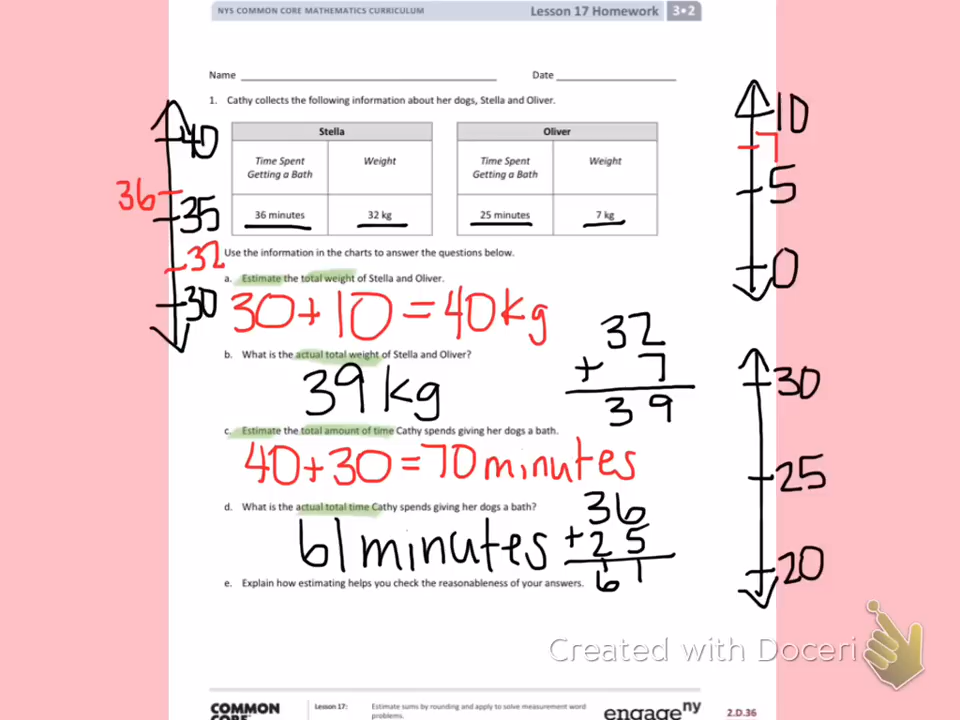 NYS COMMON CORE MATHEMATICS CURRICULUM Lesson 17 Homework 3•2
Name Date
1. Cathy collects the following information about her dogs, Stella and Oliver.
Stella Oliver
Time Spent Getting a Bath Weight Time Spent Getting a Bath Weight
36 minutes 32 kg 25 minutes 7 kg
40
36
35
32
30
10
7
5
0
Use the information in the charts to answer the questions below.
a. Estimate the total weight of Stella and Oliver.
30+10=40kg
b. What is the actual total weight of Stella and Oliver?
39kg
32
+ 7
39
c. Estimate the total amount of time Cathy spends giving her dogs a bath.
40+30=70minutes
d. What is the actual total time Cathy spends giving her dogs a bath?
61minutes
36
+25
61
30
25
20
e. Explain how estimating helps you check the reasonableness of your answers.
Created with Doceri
COMMON CORE Lesson 17: Estimate sums by rounding and apply to solve measurement word
problems.
engageny 2.D.36